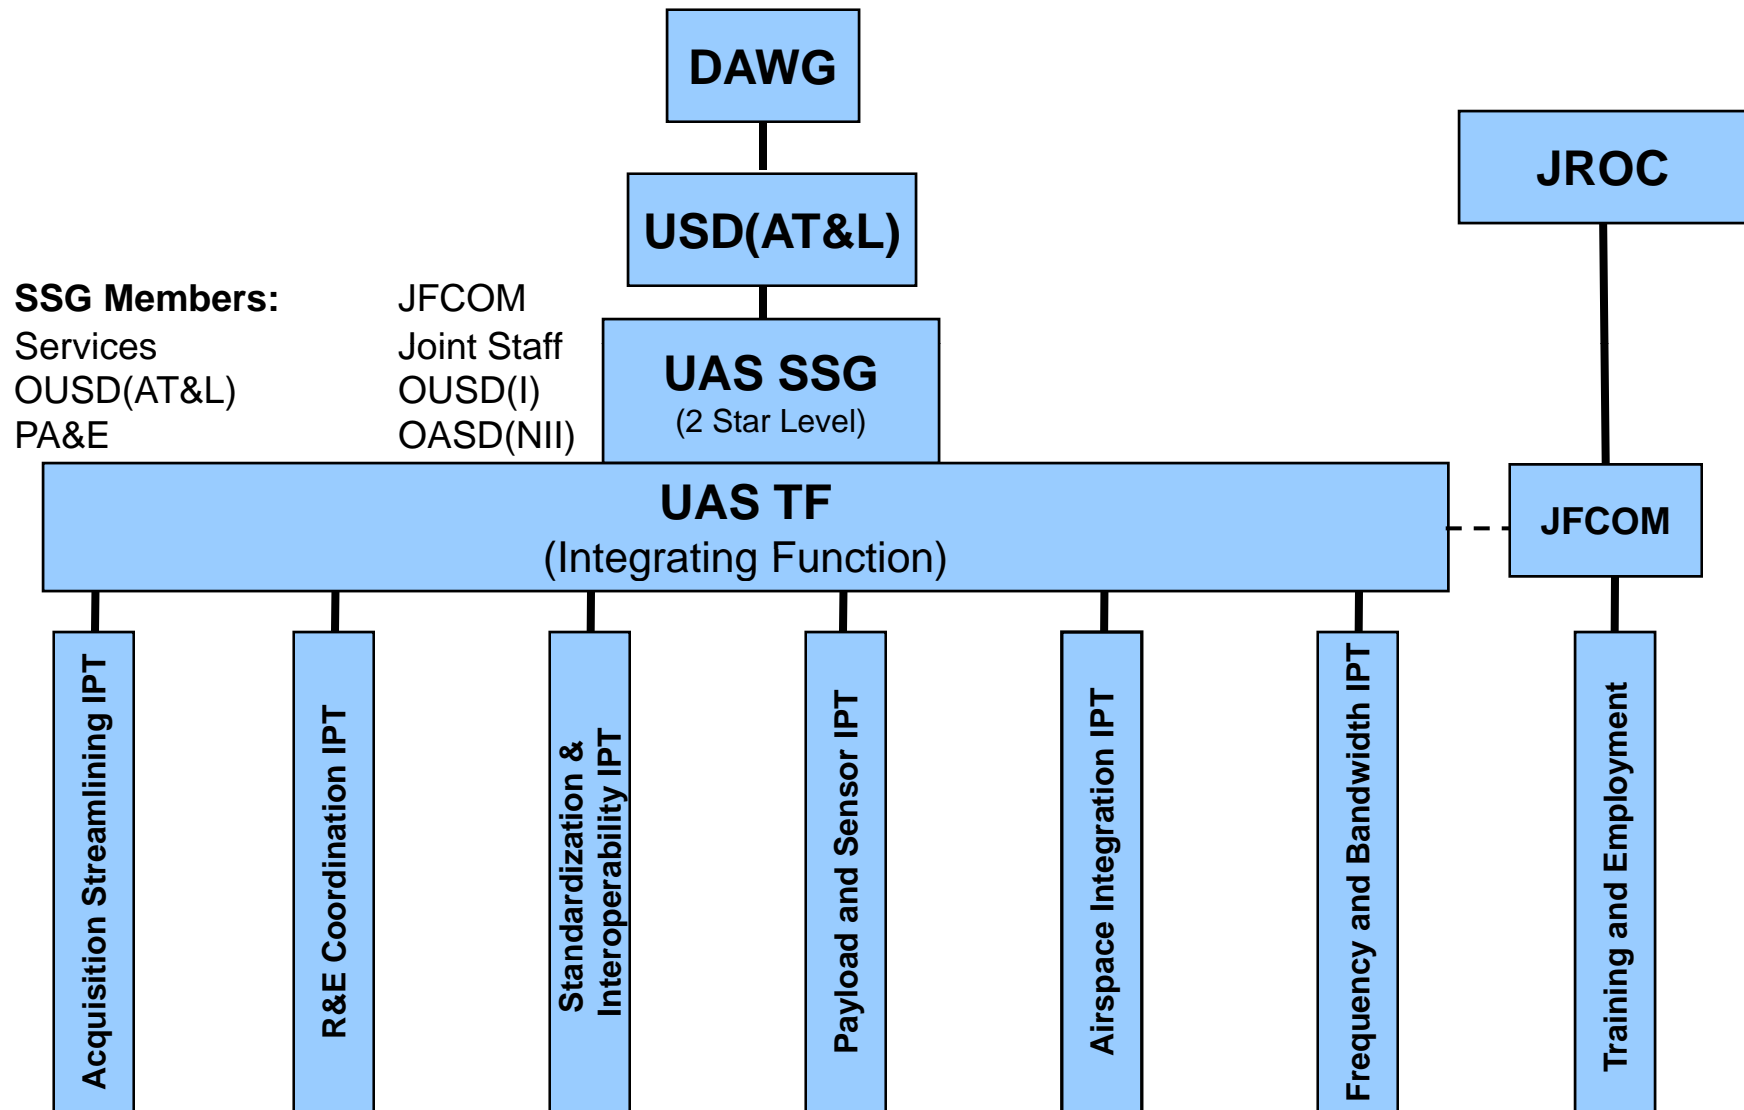 DAWG
JROC
USD(AT&L)
SSG Members:
Services
OUSD(AT&L)
PA&E
JFCOM
Joint Staff
OUSD(I)
OASD(NII)
UAS SSG
(2 Star Level)
UAS TF
(Integrating Function)
JFCOM
Acquisition Streamlining IPT
R&E Coordination IPT
Standardization &
Interoperability IPT
Payload and Sensor IPT
Airspace Integration IPT
Frequency and Bandwidth IPT
Training and Employment